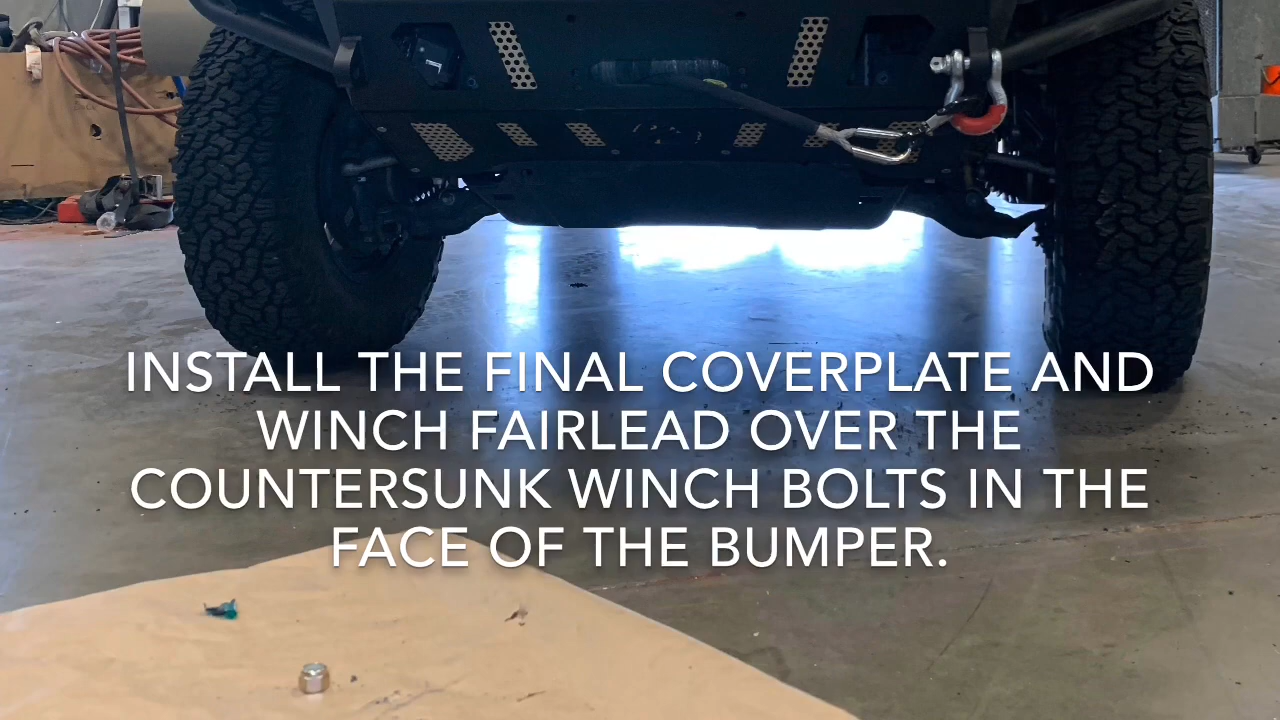 INSTALL THE FINAL COVERPLATE AND
WINCH FAIRLEAD OVER THE
COUNTERSUNK WINCH BOLTS IN THE
FACE OF THE BUMPER.